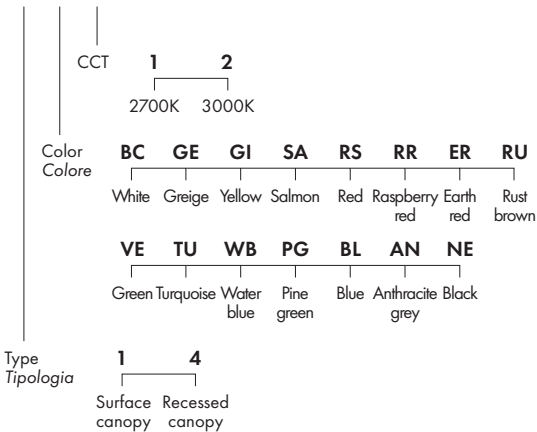 CCT 1 2
2700K 3000K
Color BC GE GI SA RS RR ER RU
Colore
White Greige Yellow Salmon Red Raspberry Earth Rust
red red brown
VE TU WB PG BL AN NE
Green Turquoise Water Pine Blue Anthracite Black
blue green grey
Type 1 4
Tipologia
Surface Recessed
canopy canopy